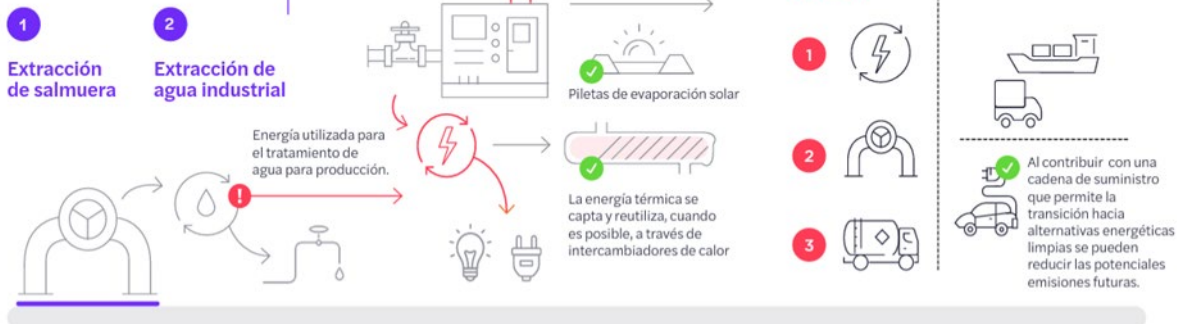 1
Extracción
de salmuera
2
Extracción de
agua industrial
Energía utilizada para
el tratamiento de
agua para producción.
!
Piletas de evaporación solar
La energía térmica se
capta y reutiliza, cuando
es posible, a través de
intercambiadores de calor
1
2
3
Al contribuir con una
cadena de suministro
que permite la
transición hacia
alternativas energéticas
limpias se pueden
reducir las potenciales
emisiones futuras.